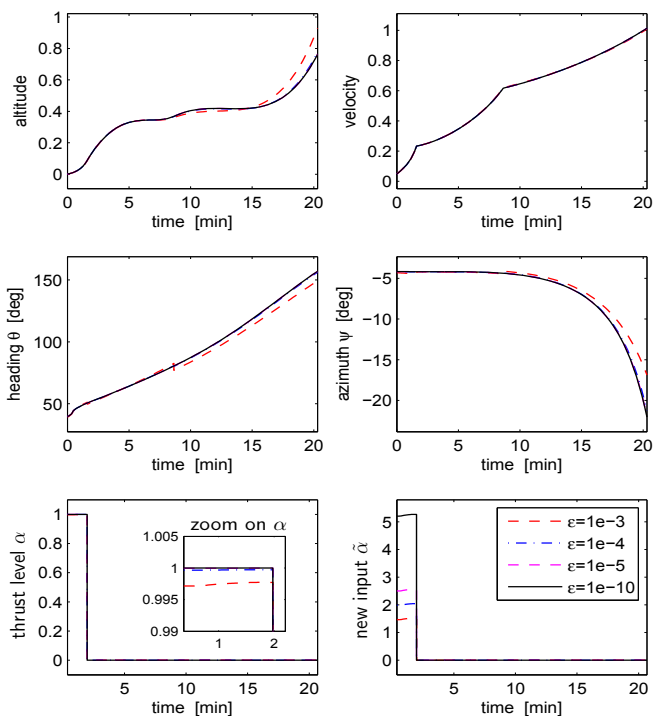 altitude
1
0.8
0.6
0.4
0.2
0
0 5 10 15 20
time [min]
velocity
1
0.8
0.6
0.4
0.2
0
0 5 10 15 20
time [min]
heading θ [deg]
150
100
50
0 5 10 15 20
time [min]
azimuth ψ [deg]
−5
−10
−15
−20
0 5 10 15 20
time [min]
thrust level α
1
0.8
0.6
0.4
0.2
0
5 10 15 20
time [min]
zoom on α
1.005
1
0.995
0.99
1 2
new input α̃
5
4
3
2
1
0
5 10 15 20
time [min]
ε=1e−3
ε=1e−4
ε=1e−5
ε=1e−10